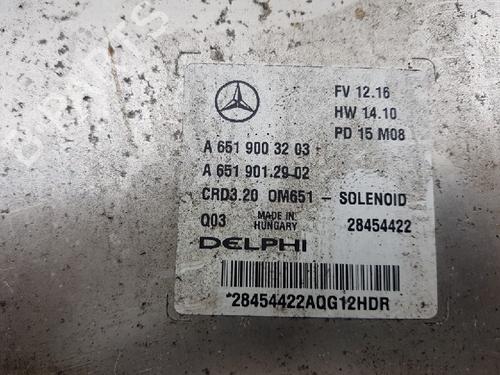 FV 12.16
HW 14.10
PD 15 M08
A 651 900 32 03
A 651 901 29 02
CRD3.20 OM651 - SOLENOID
Q03 MADE IN HUNGARY 28454422
DELPHI
*28454422AQG12HDR